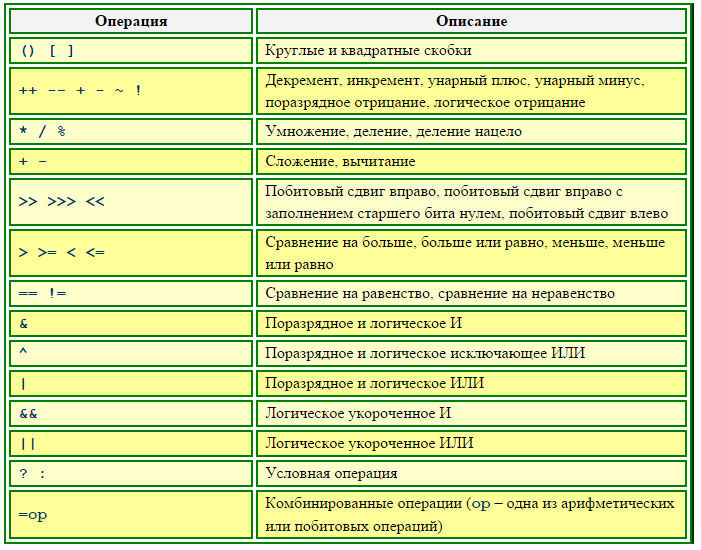 Операция Описание
() [ ] Круглые и квадратные скобки
++ -- + - ~ ! Декремент, инкремент, унарный плюс, унарный минус,
поразрядное отрицание, логическое отрицание
* / % Умножение, деление, деление нацело
+ - Сложение, вычитание
>> >>> << Побитовый сдвиг вправо, побитовый сдвиг вправо с
заполнением старшего бита нулем, побитовый сдвиг влево
> >= < <= Сравнение на больше, больше или равно, меньше, меньше
или равно
== != Сравнение на равенство, сравнение на неравенство
& Поразрядное и логическое И
^ Поразрядное и логическое исключающее ИЛИ
| Поразрядное и логическое ИЛИ
&& Логическое укороченное И
|| Логическое укороченное ИЛИ
? : Условная операция
=op Комбинированные операции (op – одна из арифметических
или побитовых операций)